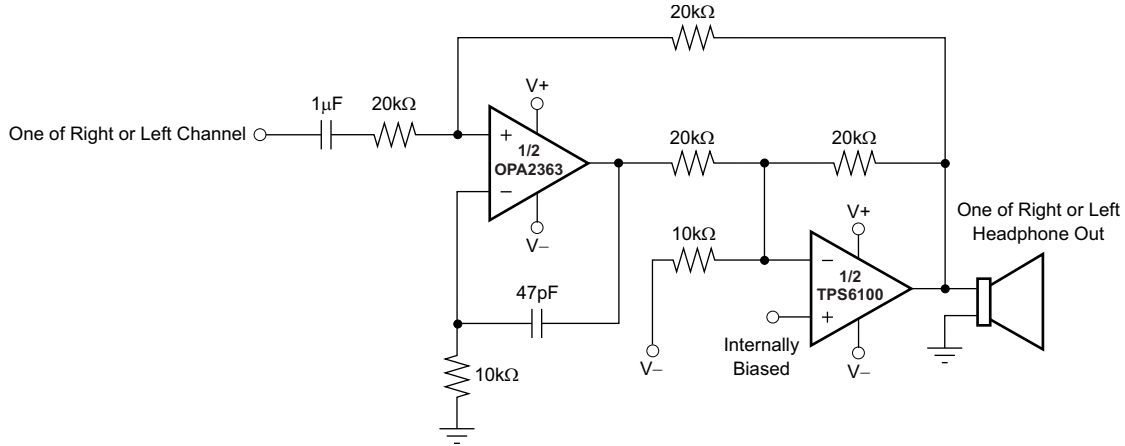 20kΩ
V+
1μF
20kΩ
One of Right or Left Channel
+
1/2
OPA2363
−
20kΩ
20kΩ
V−
V+
One of Right or Left
Headphone Out
10kΩ
−
1/2
TPS6100
+
47pF
Internally
Biased
V−
V−
10kΩ